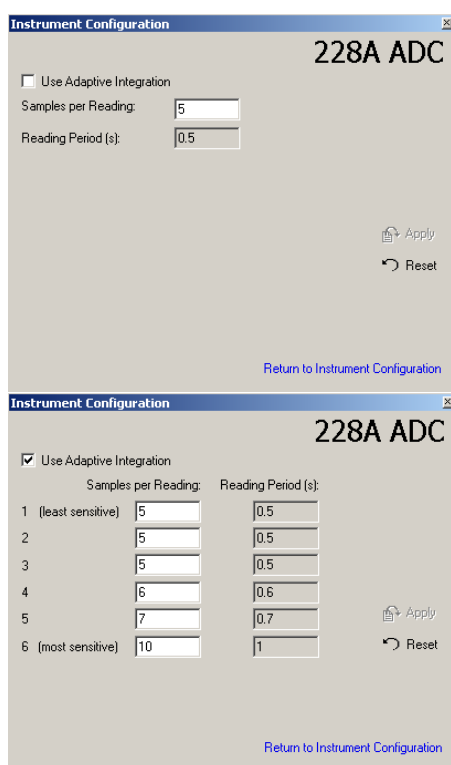 Instrument Configuration
228A ADC
Use Adaptive Integration
Samples per Reading: 5
Reading Period (s): 0.5
Apply
Reset
Return to Instrument Configuration
Instrument Configuration
228A ADC
Use Adaptive Integration
Samples per Reading: Reading Period (s):
1 (least sensitive) 5 0.5
2 5 0.5
3 5 0.5
4 6 0.6
5 7 0.7
Apply
6 (most sensitive) 10 1
Reset
Return to Instrument Configuration